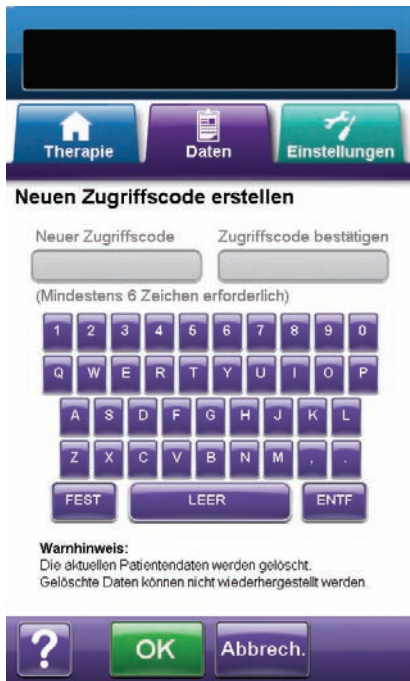 Therapie Daten Einstellungen
Neuen Zugriffscode erstellen
Neuer Zugriffscode Zugriffscode bestätigen
(Mindestens 6 Zeichen erforderlich)
1 2 3 4 5 6 7 8 9 0
Q W E R T Y U I O P
A S D F G H J K L
Z X C V B N M , .
FEST LEER ENTF
Warnhinweis:
Die aktuellen Patientendaten werden gelöscht.
Gelöschte Daten können nicht wiederhergestellt werden.
? OK Abbrech.